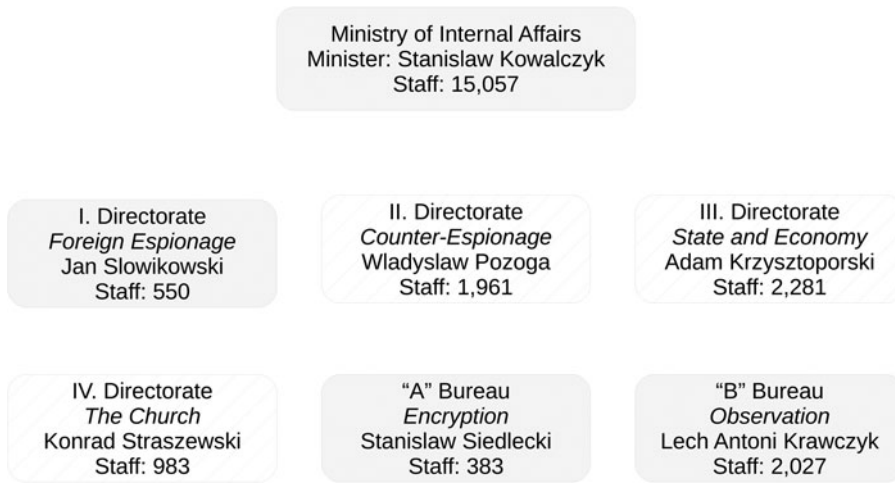 Ministry of Internal Affairs
Minister: Stanislaw Kowalczyk
Staff: 15,057
I. Directorate
Foreign Espionage
Jan Slowikowski
Staff: 550
II. Directorate
Counter-Espionage
Wladyslaw Pozoga
Staff: 1,961
III. Directorate
State and Economy
Adam Krzysztoporski
Staff: 2,281
IV. Directorate
The Church
Konrad Straszewski
Staff: 983
“A” Bureau
Encryption
Stanislaw Siedlecki
Staff: 383
“B” Bureau
Observation
Lech Antoni Krawczyk
Staff: 2,027